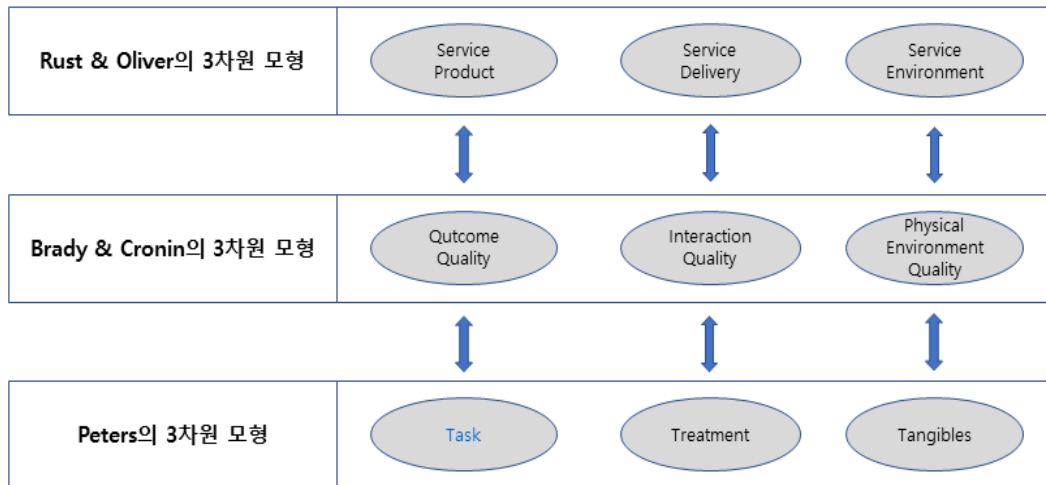 Rust & Oliver의 3차원 모형
Service
Product
Service
Delivery
Service
Environment
Brady & Cronin의 3차원 모형
Qutcome
Quality
Interaction
Quality
Physical
Environment
Quality
Peters의 3차원 모형
Task
Treatment
Tangibles